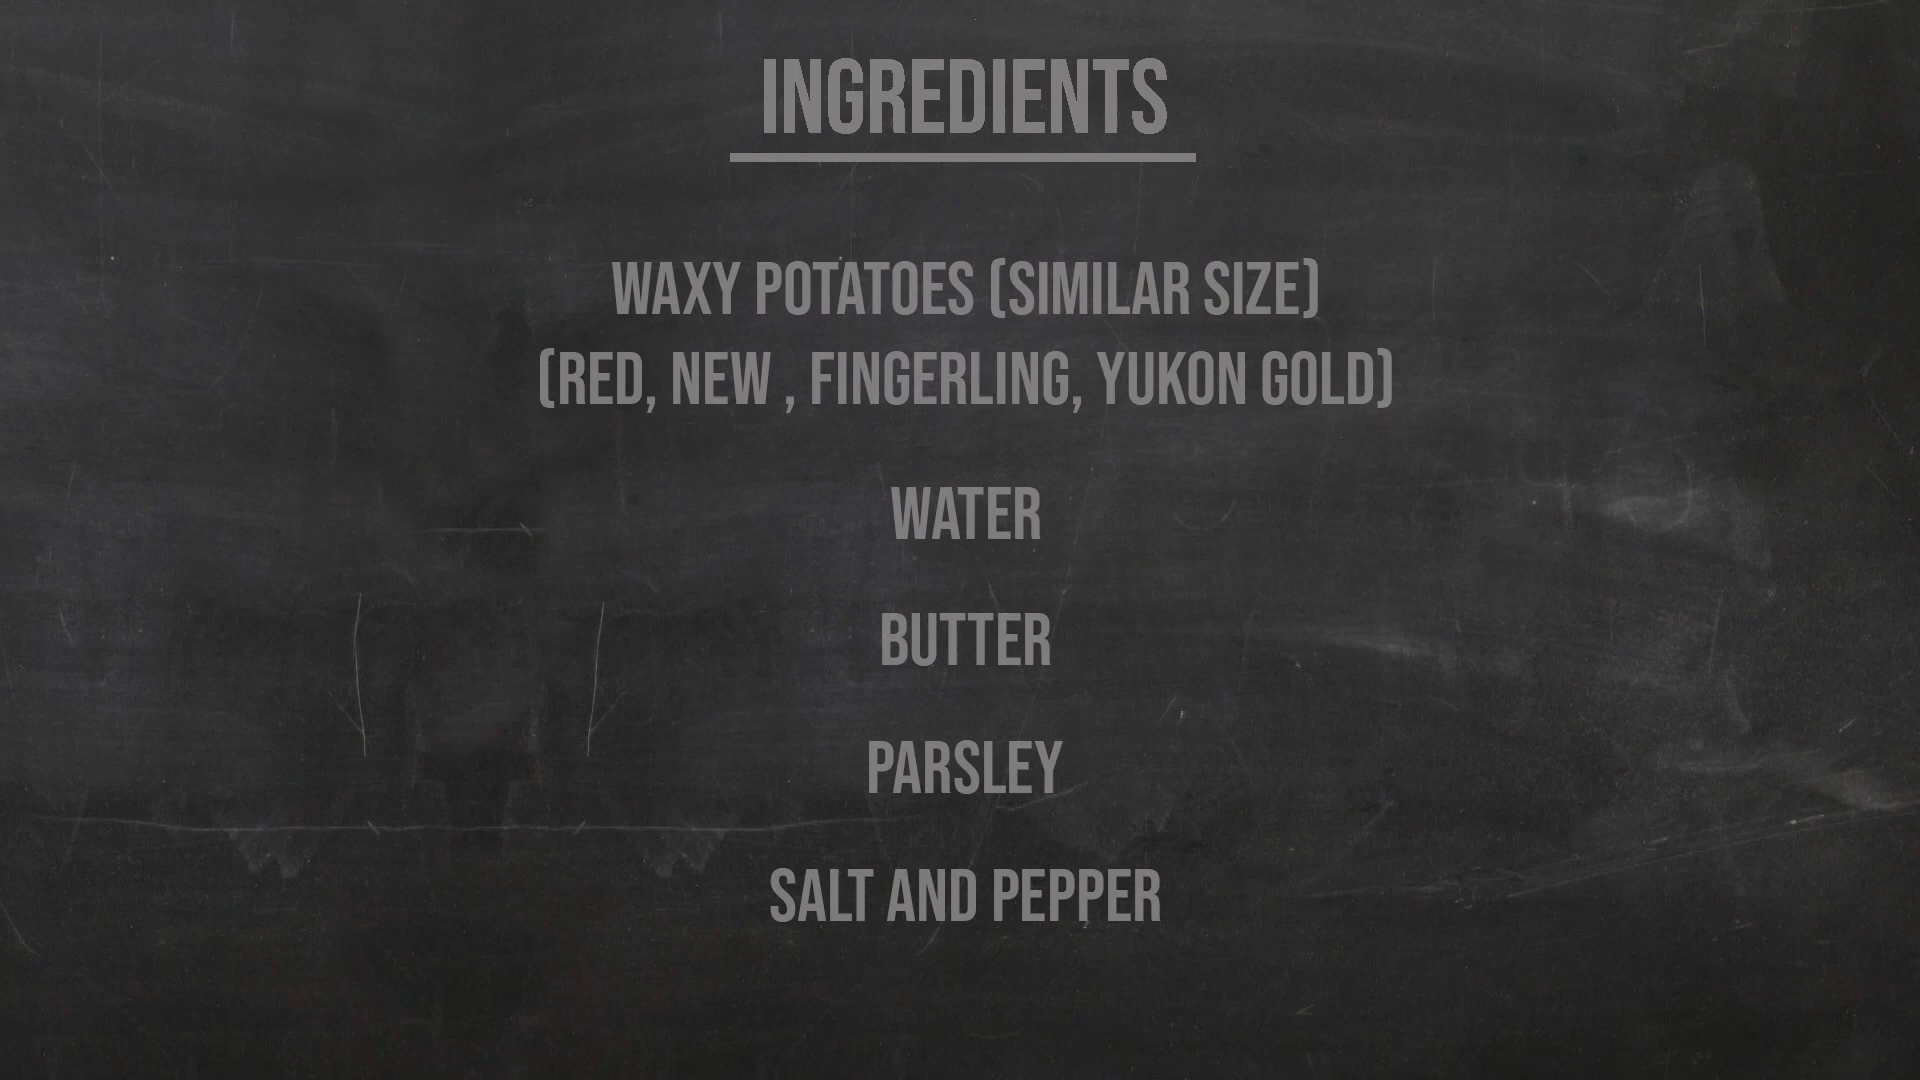 INGREDIENTS
WAXY POTATOES (SIMILAR SIZE)
(RED, NEW , FINGERLING, YUKON GOLD)
WATER
BUTTER
PARSLEY
SALT AND PEPPER